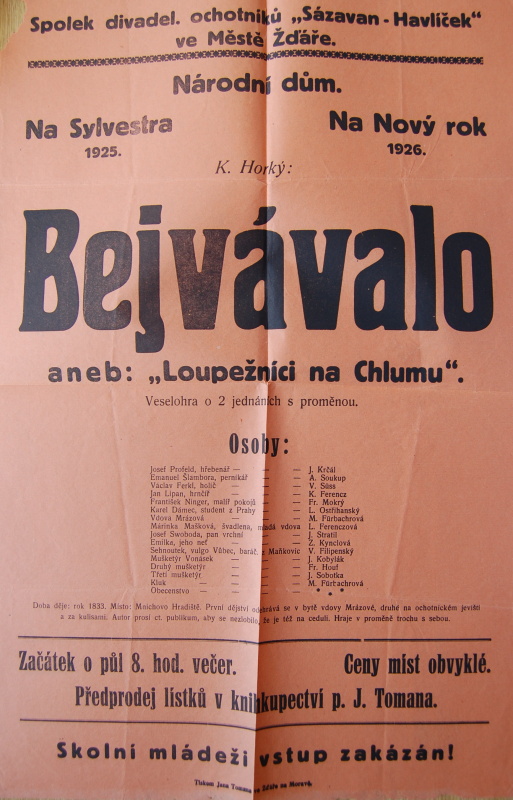 Spolek divadel. ochotníků „Sázavan - Havlíček“
ve Městě Žďáře.
Národní dům.
Na Sylvestra
1925.
Na Nový rok
1926.
K. Horký:
Bejvávalo
aneb: „Loupežníci na Chlumu“.
Veselohra o 2 jednáních s proměnou.
Osoby:
Josef Profeld, hřebenář — — — J. Krčál
Emanuel Šlambora, perníkář — — A. Soukup
Václav Ferkl, holič — — — V. Süss
Jan Lipan, hrnčíř — — — K. Ferencz
František Ninger, malíř pokojů — — Fr. Mokrý
Karel Dámec, student z Prahy — — L. Ostříhanský
Vdova Mrázová — — — M. Fürbachrová
Márinka Mašková, švadlena, mladá vdova L. Ferenczová
Josef Swoboda, pan vrchní — — J. Stratil
Emilka, jeho neť — — — Z. Kynclová
Sehnoutek, vulgo Vůbec, baráč. z Maňkovic V. Filipenský
Mušketýr Vonásek — — — J. Kobylák
Druhý mušketýr — — — Fr. Houf
Třetí mušketýr — — — J. Sobotka
Kluk — — — — M. Fürbachrová
Obecenstvo — — — * * *
Doba děje: rok 1833. Místo: Mnichovo Hradiště. První dějství odehrává se v bytě vdovy Mrázové, druhé na ochotnickém jevišti
a za kulisami. Autor prosí ct. publikum, aby se nezlobilo, že je též na ceduli. Hraje v proměně trochu s sebou.
Začátek o půl 8. hod. večer.
Ceny míst obvyklé.
Předprodej lístků v knihkupectví p. J. Tomana.
Školní mládeži vstup zakázán!
Tiskem Jana Tomana ve Žďáře na Moravě.